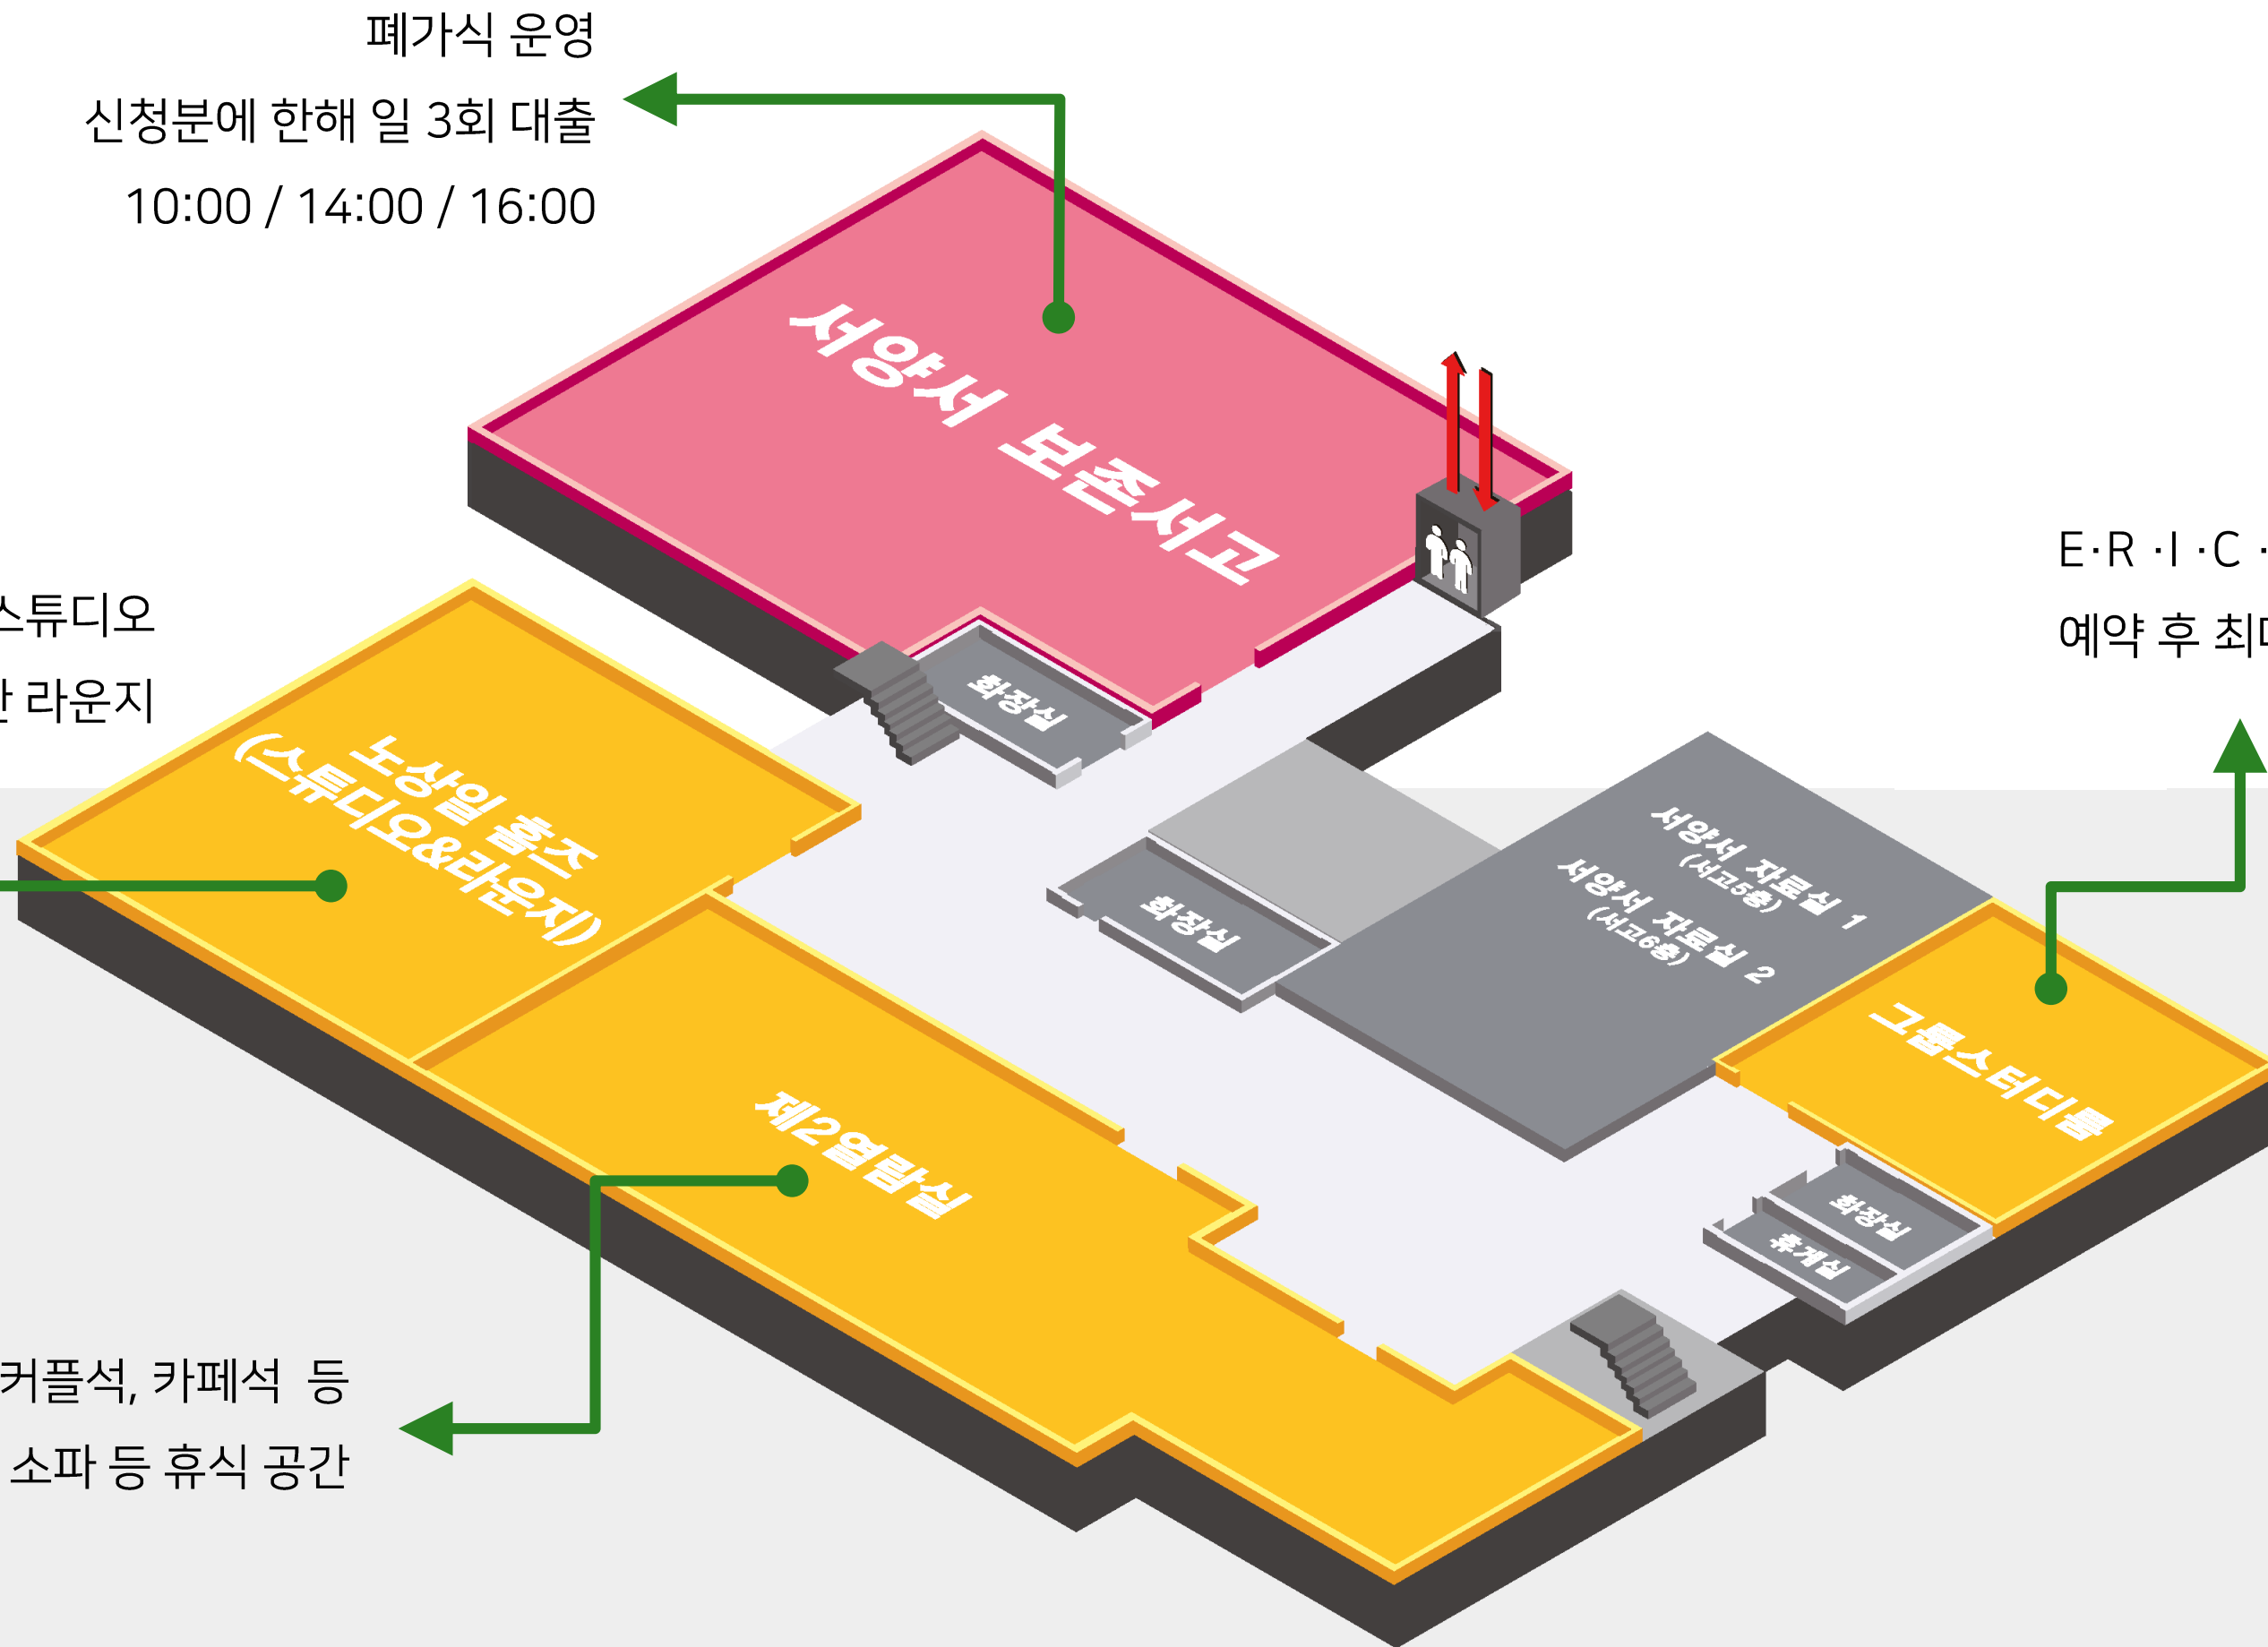 폐가식 운영
신청분에 한해 일 3회 대출
10:00 / 14:00 / 16:00
서양서 보존서고
E·R·I·C·
예약 후
스튜디오
라운지
화장실
노상일 홀즈
(스튜디오&라운지)
서양서 자료실 1
(서고5층)
서양서 자료실 2
(서고6층)
화장실
그룹스터디룸
제2열람실
화장실
휴게실
커플석, 카페석 등
소파 등 휴식 공간